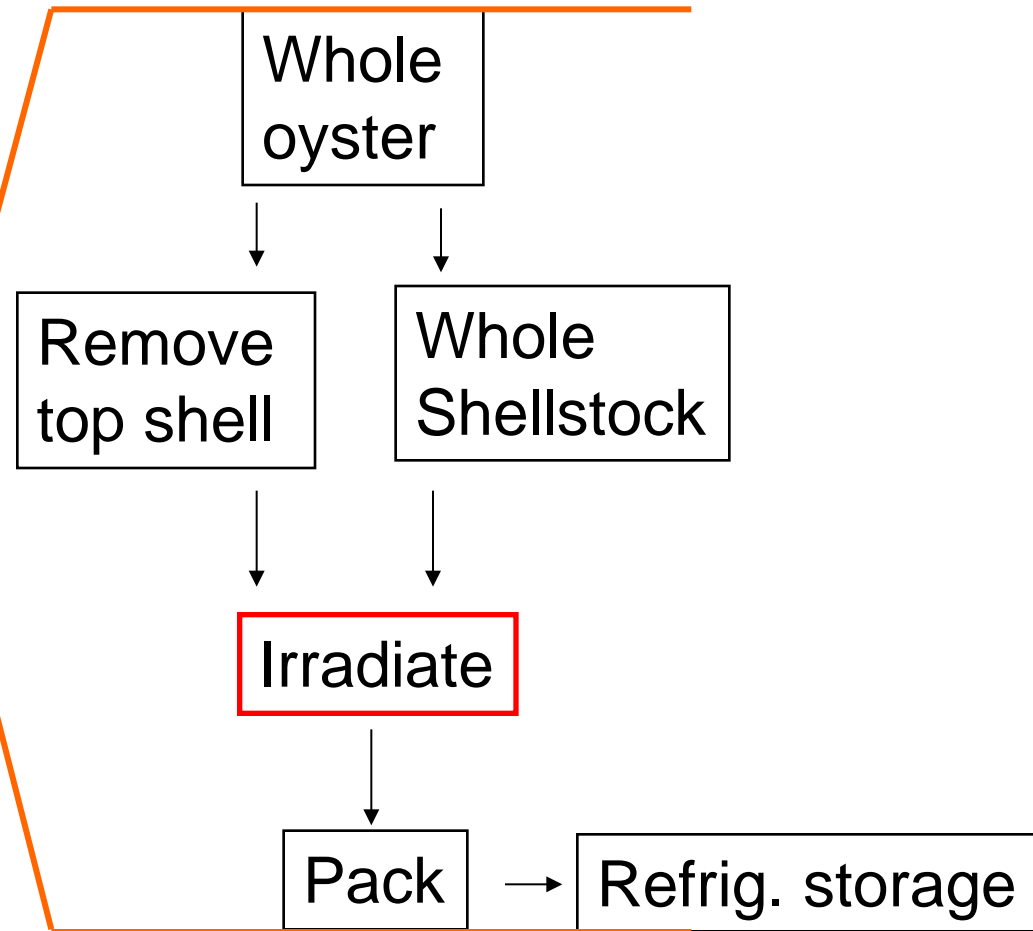 Whole
oyster
Remove
top shell
Whole
Shellstock
Irradiate
Pack
Refrig. storage